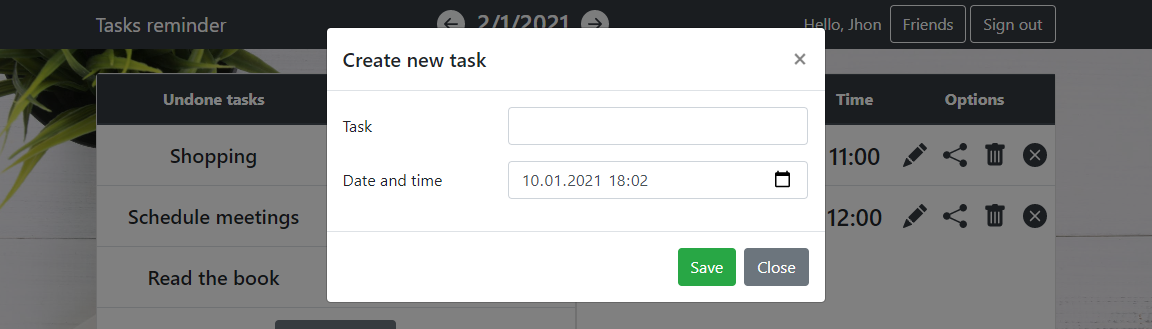 Tasks reminder
2/1/2021
Hello, Jhon
Friends
Sign out
Create new task
×
Undone tasks
Time
Options
Task
Shopping
11:00
Date and time
10.01.2021 18:02
Schedule meetings
12:00
Read the book
Save
Close